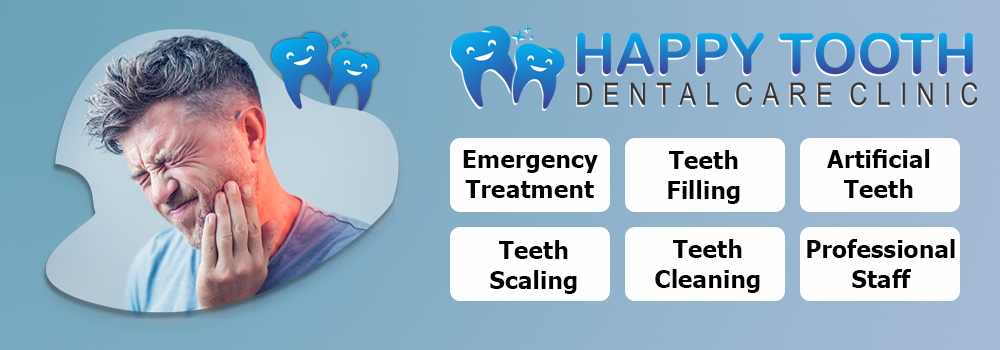 HAPPY TOOTH
DENTAL CARE CLINIC
Emergency
Treatment
Teeth
Filling
Artificial
Teeth
Teeth
Scaling
Teeth
Cleaning
Professional
Staff